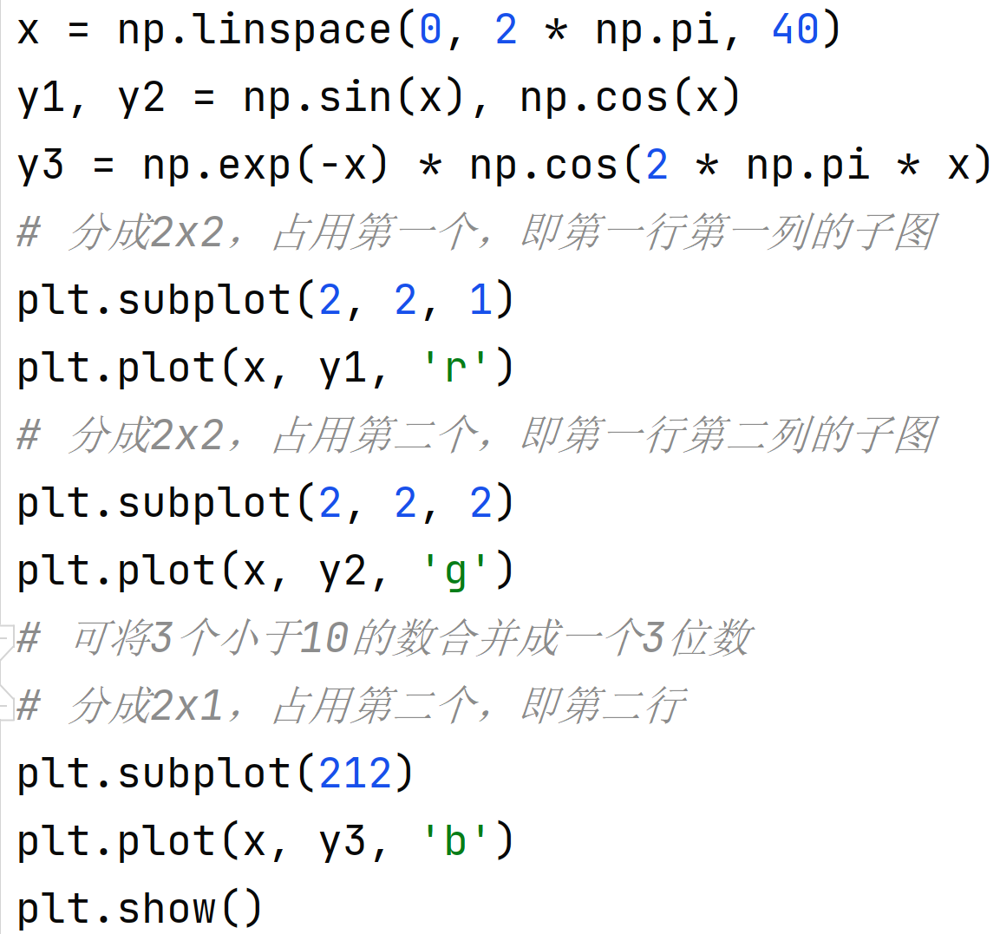 x = np.linspace(0, 2 * np.pi, 40)
y1, y2 = np.sin(x), np.cos(x)
y3 = np.exp(-x) * np.cos(2 * np.pi * x)
# 分成2x2，占用第一个，即第一行第一列的子图
plt.subplot(2, 2, 1)
plt.plot(x, y1, 'r')
# 分成2x2，占用第二个，即第一行第二列的子图
plt.subplot(2, 2, 2)
plt.plot(x, y2, 'g')
# 可将3个小于10的数合并成一个3位数
# 分成2x1，占用第二个，即第二行
plt.subplot(212)
plt.plot(x, y3, 'b')
plt.show()